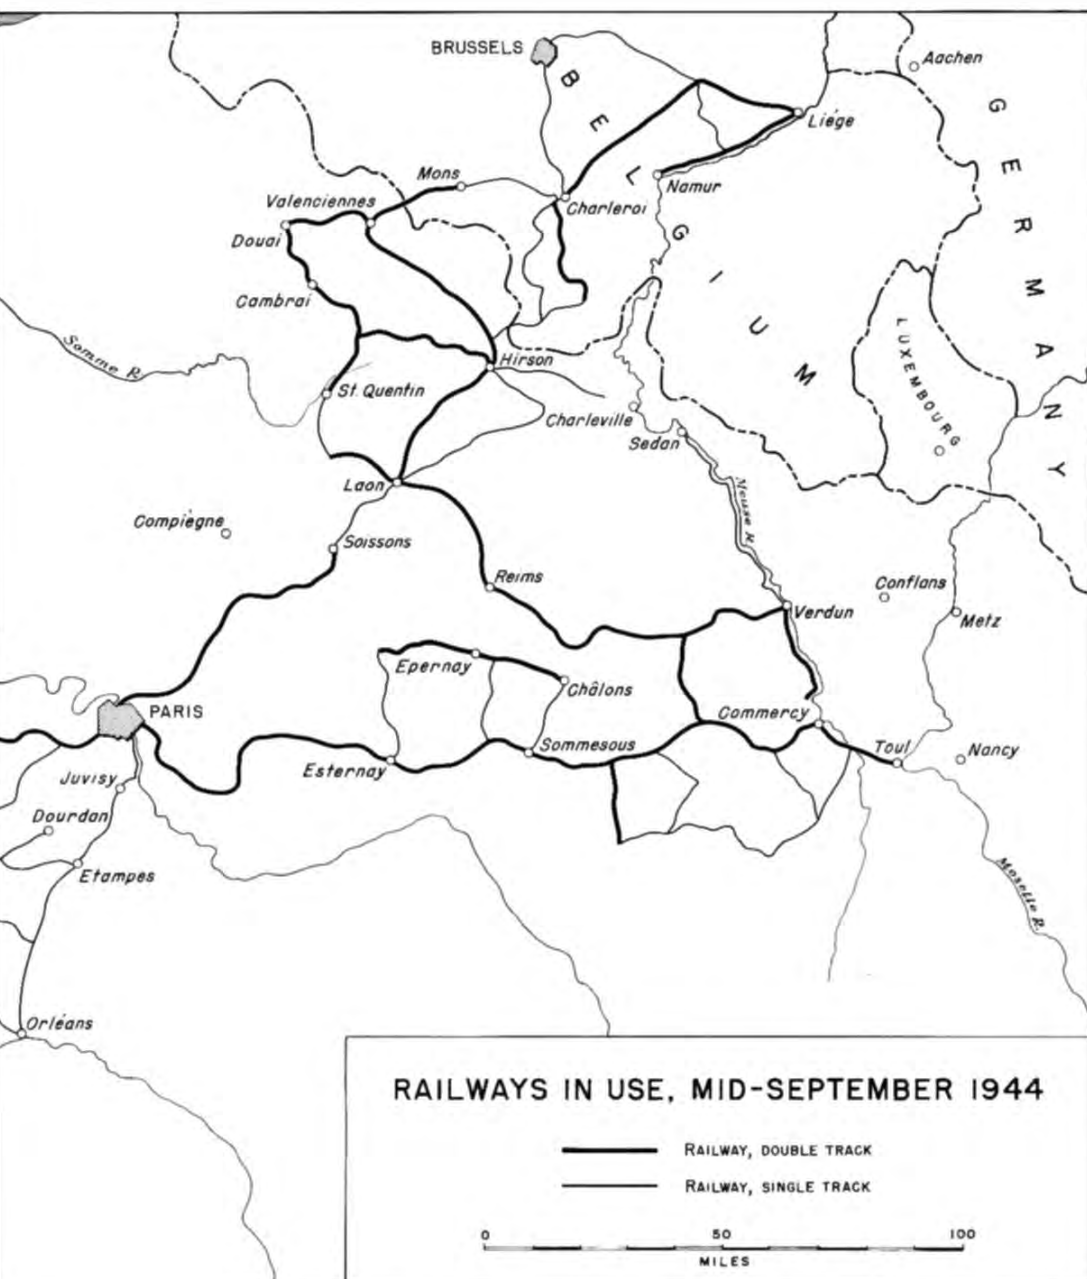 BRUSSELS
Aachen
Liége
BELGIUM
GERMANY
Mons
Namur
Valenciennes
Charleroi
Douai
Cambrai
LUXEMBOURG
Somme R.
Hirson
St. Quentin
Charleville
Sedan
Laon
Meuse R.
Compiègne
Soissons
Reims
Conflans
Verdun
Metz
Epernay
Châlons
PARIS
Commercy
Sommesous
Toul
Nancy
Esternay
Juvisy
Dourdan
Etampes
Moselle R.
Orléans
RAILWAYS IN USE, MID-SEPTEMBER 1944
RAILWAY, DOUBLE TRACK
RAILWAY, SINGLE TRACK
0 50 100
MILES